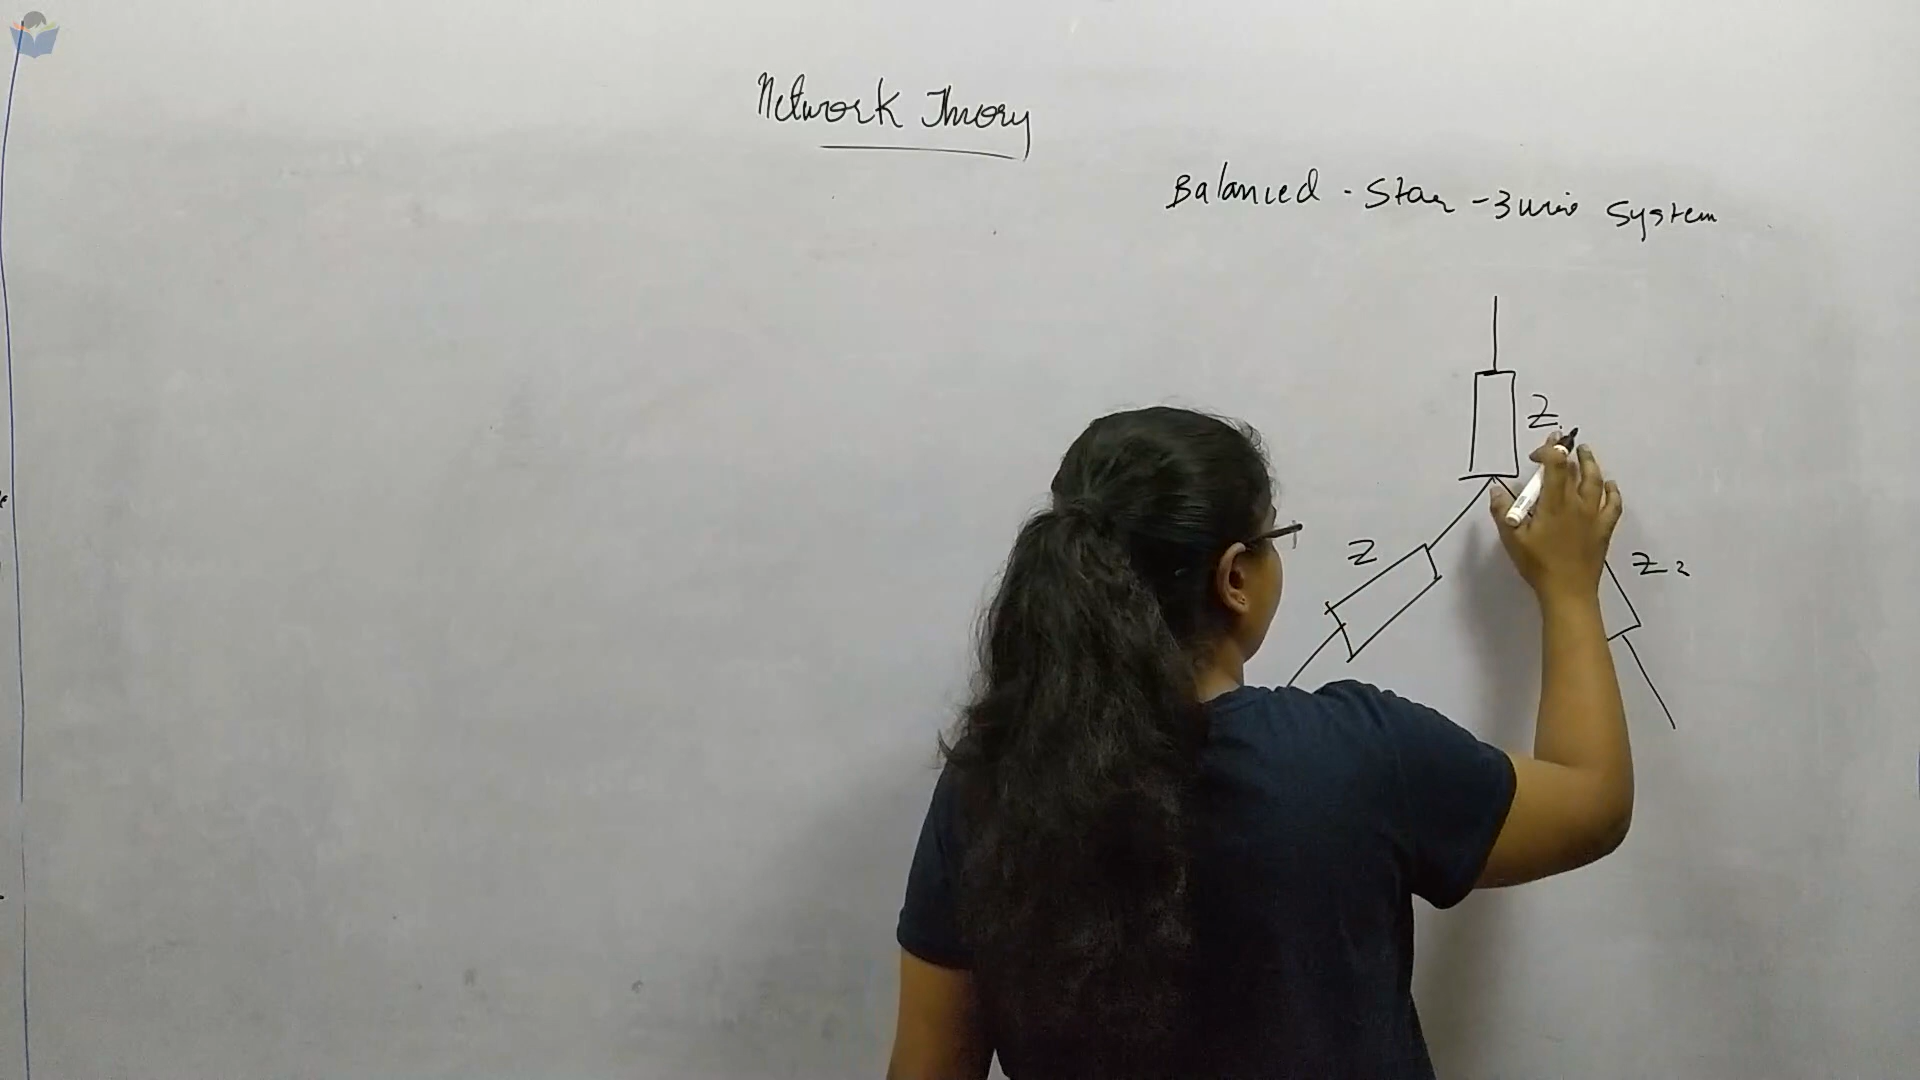 Network Theory
Balanced - Star - 3 wire System
Z
Z
Z2